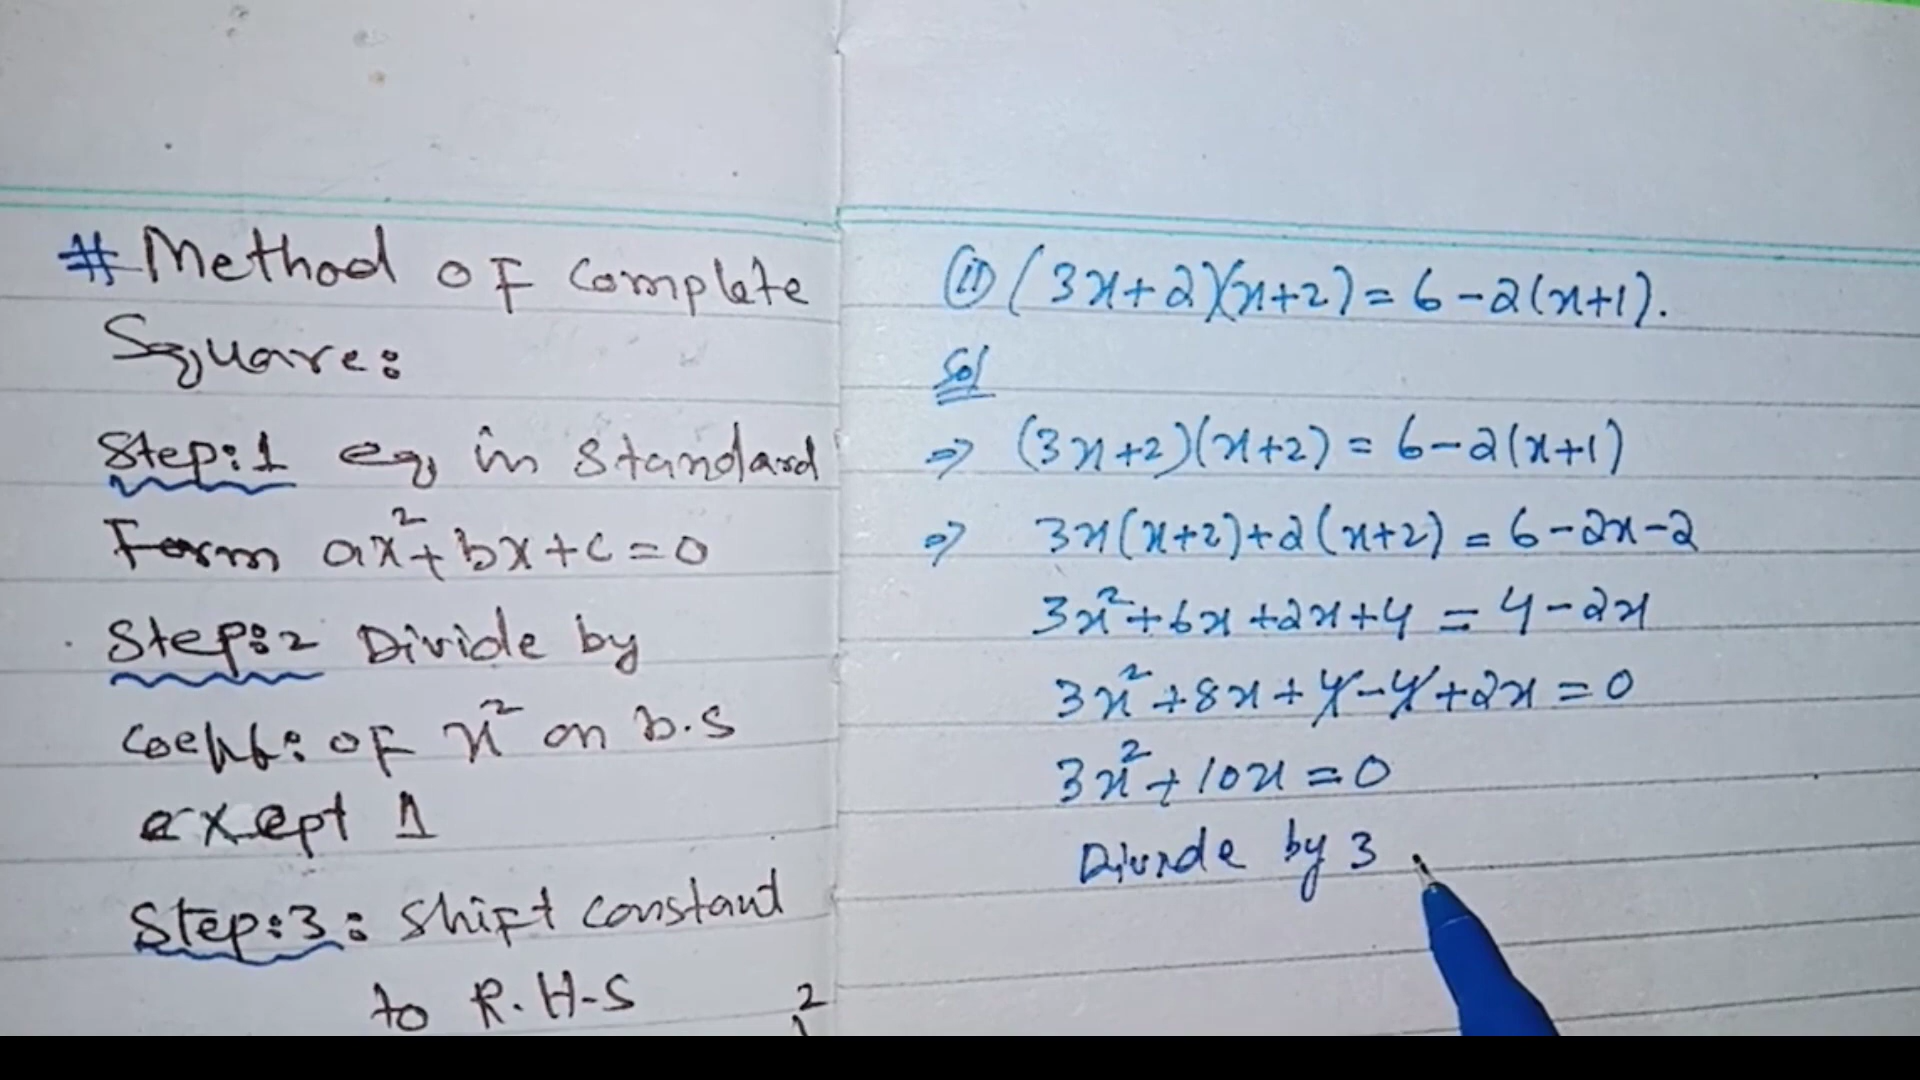 # Method of Complete
Square:
Step:1 eq in standard
Form ax²+bx+c=0
Step:2 Divide by
Coefft: of x² on b.s
except 1
Step:3: Shift constant
to R.H-S
2
(ii) (3x+2)(x+2)=6-2(x+1).
Sol
⇒ (3x+2)(x+2)=6-2(x+1)
⇒ 3x(x+2)+2(x+2)=6-2x-2
3x²+6x+2x+4=4-2x
3x²+8x+4-4+2x=0
3x²+10x=0
Divide by 3